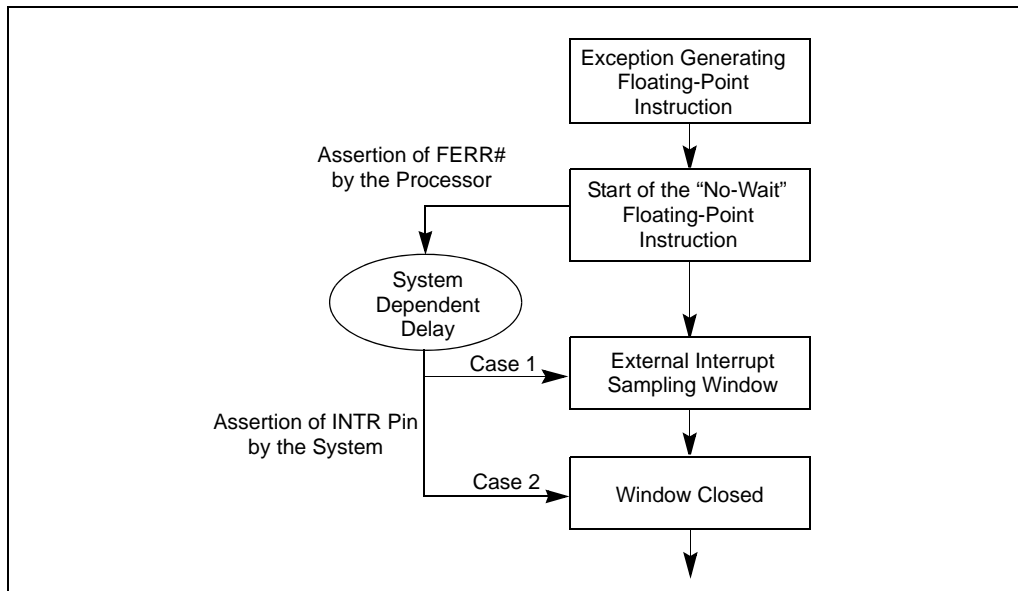 Exception Generating
Floating-Point
Instruction
Assertion of FERR#
by the Processor
Start of the “No-Wait”
Floating-Point
Instruction
System
Dependent
Delay
Case 1
External Interrupt
Sampling Window
Assertion of INTR Pin
by the System
Case 2
Window Closed